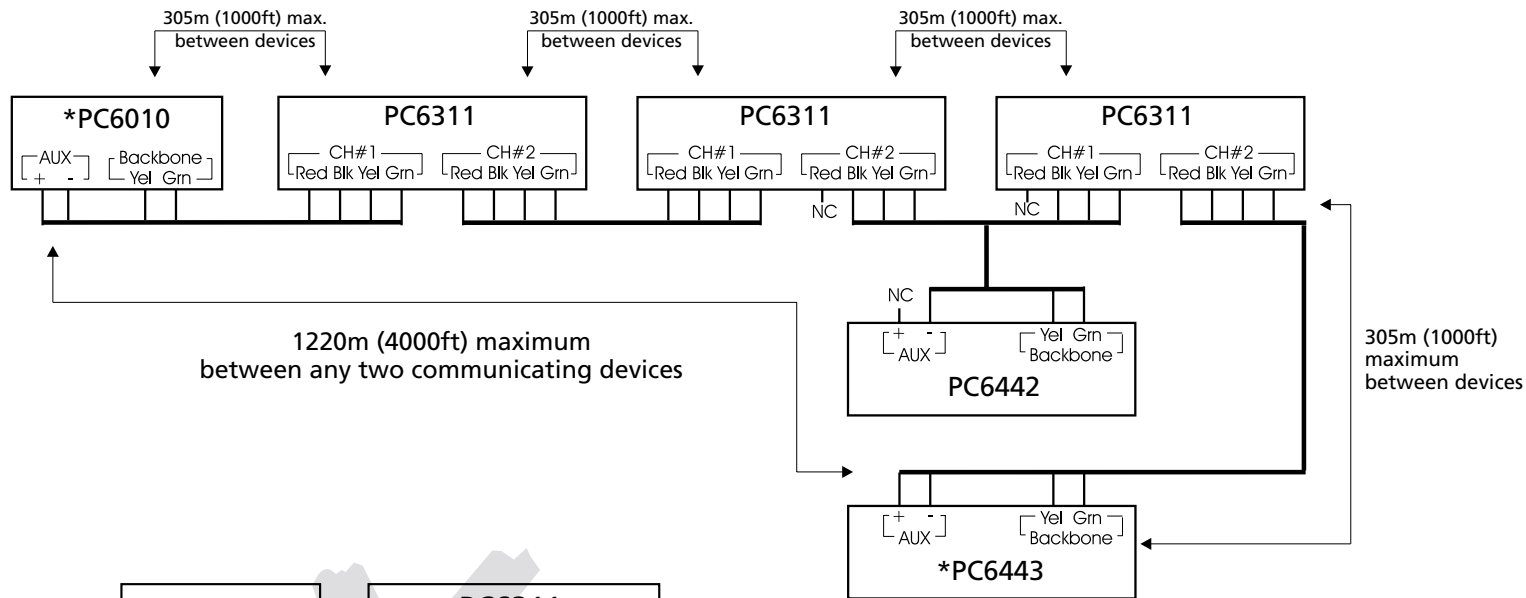 305m (1000ft) max.
between devices
305m (1000ft) max.
between devices
305m (1000ft) max.
between devices
*PC6010
AUX
+ -
Backbone
Yel Grn
PC6311
CH#1
Red Blk Yel Grn
CH#2
Red Blk Yel Grn
PC6311
CH#1
Red Blk Yel Grn
CH#2
Red Blk Yel Grn
NC
PC6311
CH#1
Red Blk Yel Grn
NC
CH#2
Red Blk Yel Grn
1220m (4000ft) maximum
between any two communicating devices
NC
+ -
AUX
Yel Grn
Backbone
PC6442
305m (1000ft)
maximum
between devices
+ -
AUX
Yel Grn
Backbone
*PC6443